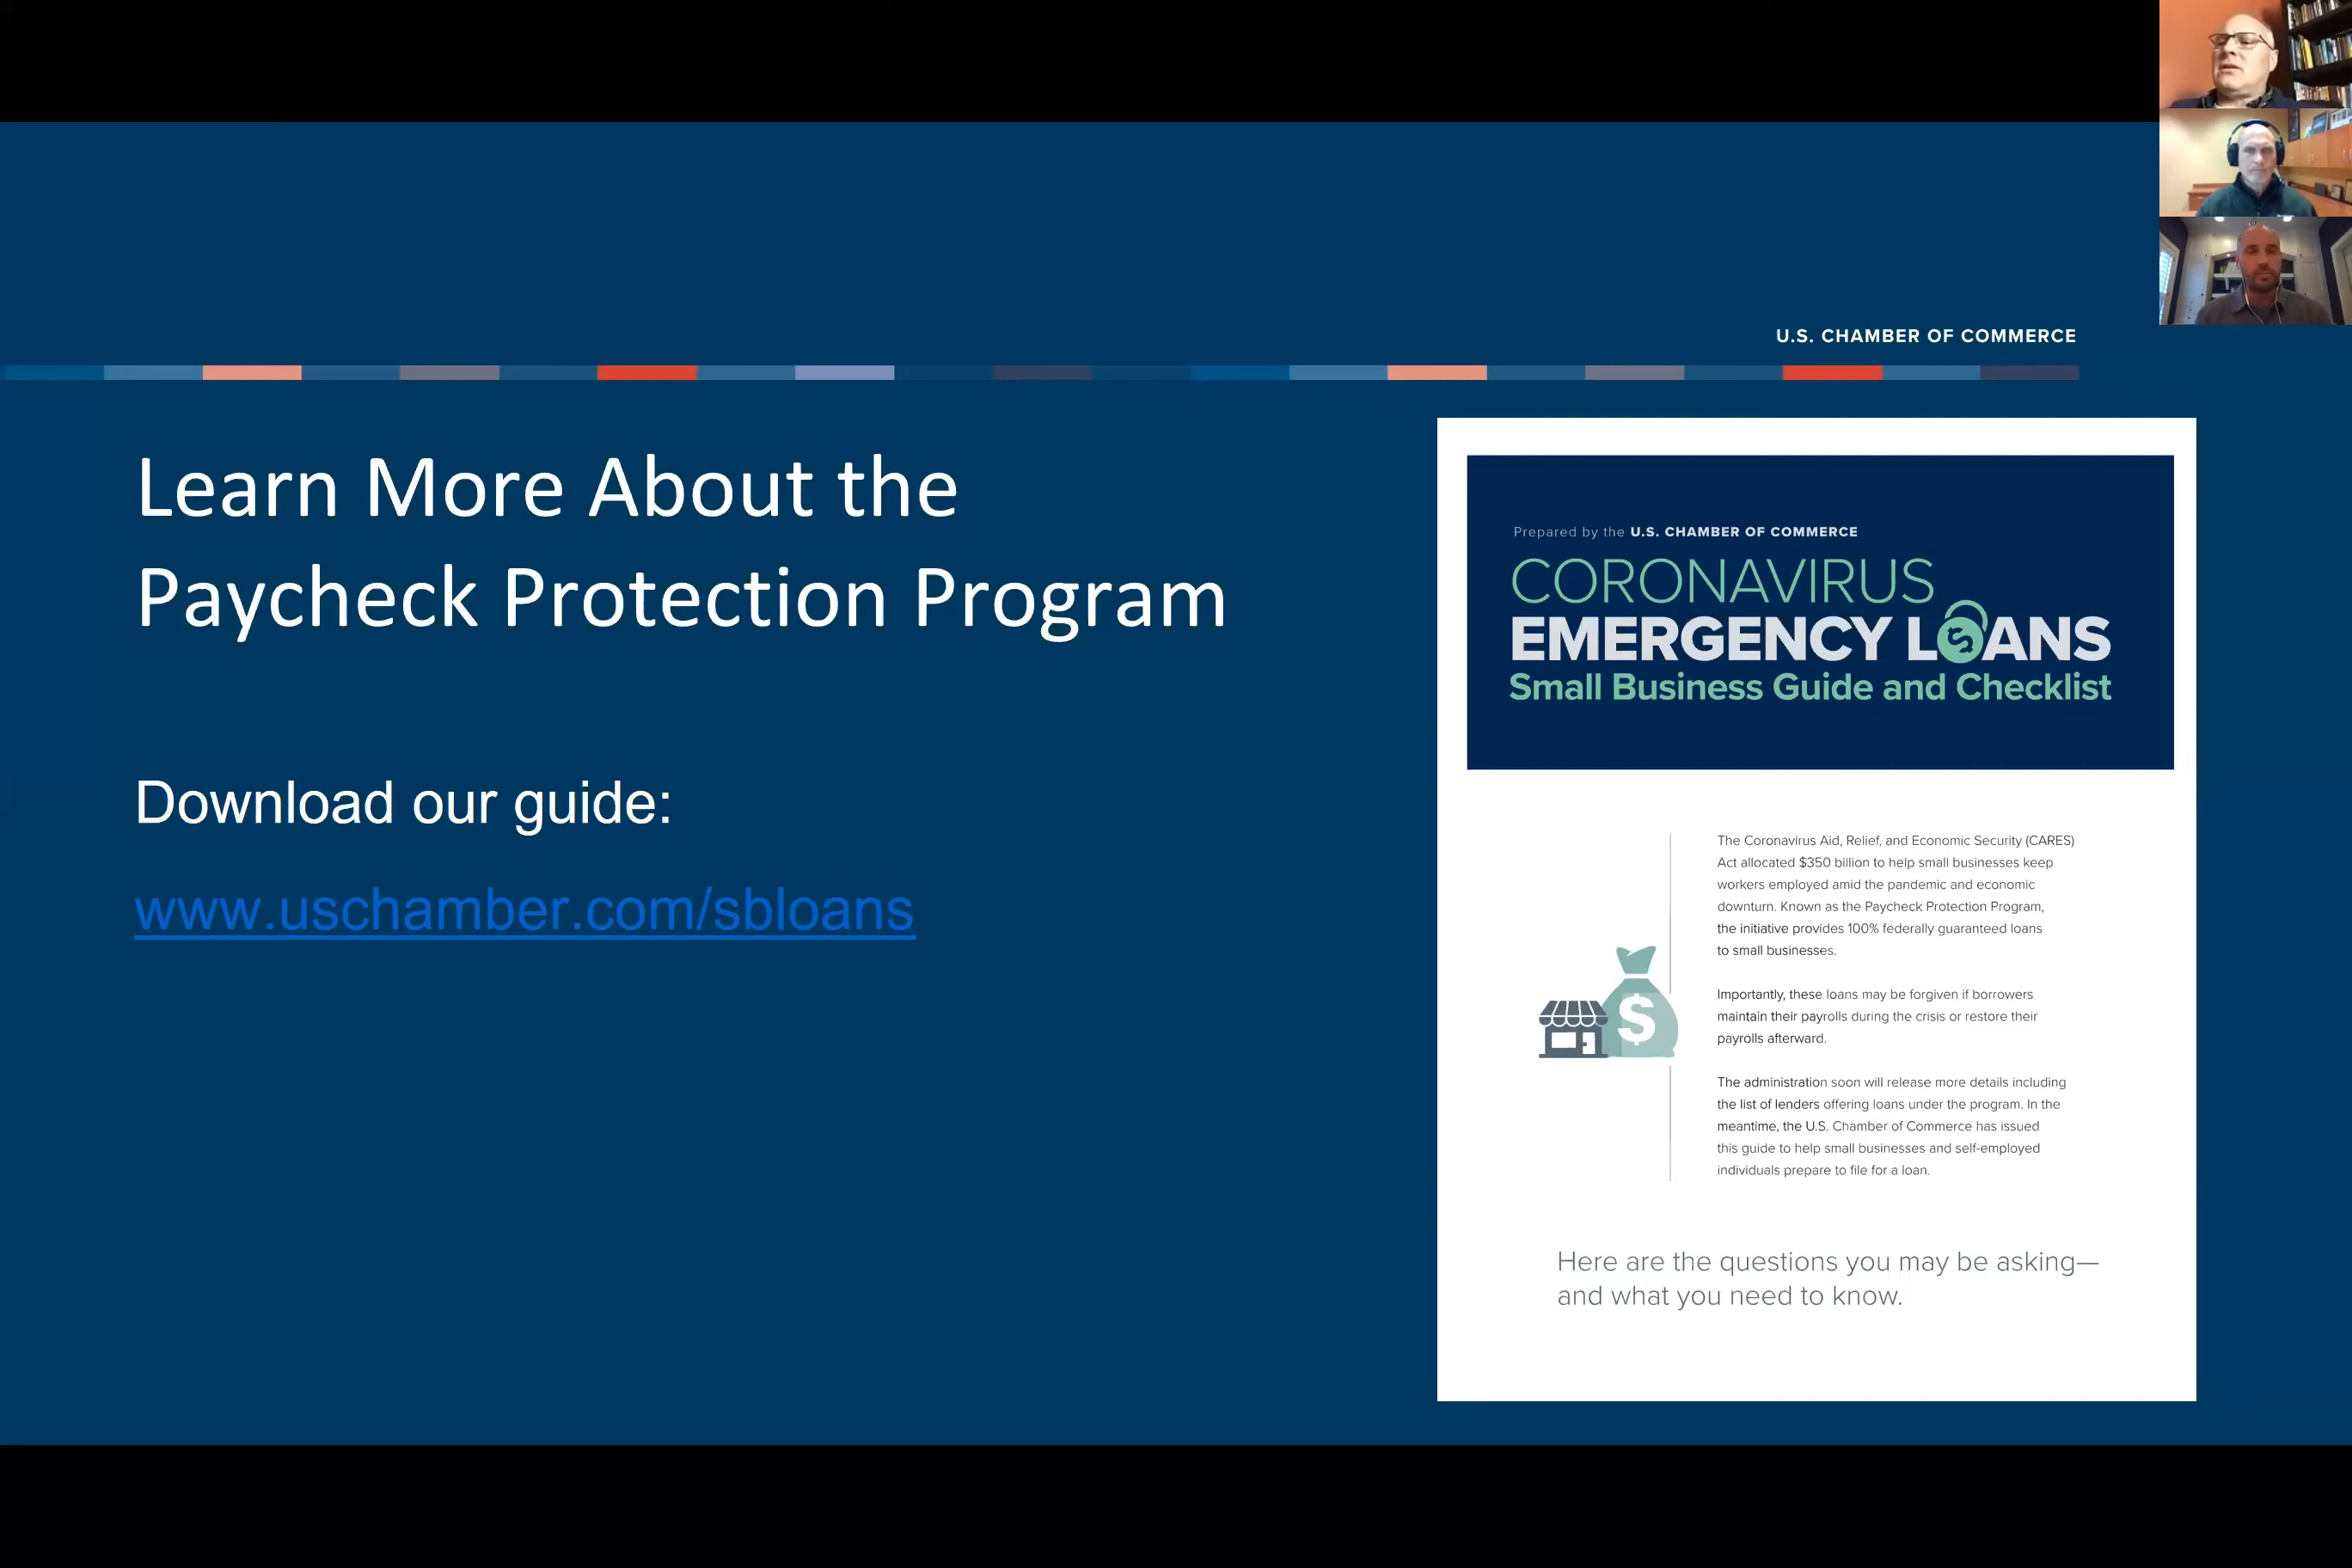 U.S. CHAMBER OF COMMERCE
Learn More About the
Paycheck Protection Program
Download our guide:
www.uschamber.com/sbloans
Prepared by the U.S. CHAMBER OF COMMERCE
CORONAVIRUS
EMERGENCY LOANS
Small Business Guide and Checklist
The Coronavirus Aid, Relief, and Economic Security (CARES)
Act allocated $350 billion to help small businesses keep
workers employed amid the pandemic and economic
downturn. Known as the Paycheck Protection Program,
the initiative provides 100% federally guaranteed loans
to small businesses.
Importantly, these loans may be forgiven if borrowers
maintain their payrolls during the crisis or restore their
payrolls afterward.
The administration soon will release more details including
the list of lenders offering loans under the program. In the
meantime, the U.S. Chamber of Commerce has issued
this guide to help small businesses and self-employed
individuals prepare to file for a loan.
$
Here are the questions you may be asking—
and what you need to know.